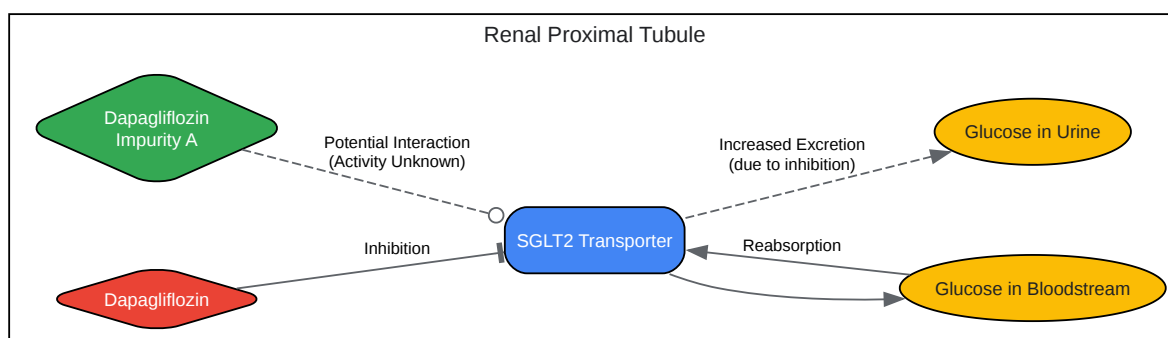 Renal Proximal Tubule
Dapagliflozin
Impurity A
Potential Interaction
(Activity Unknown)
Increased Excretion
(due to inhibition)
Glucose in Urine
SGLT2 Transporter
Inhibition
Reabsorption
Dapagliflozin
Glucose in Bloodstream